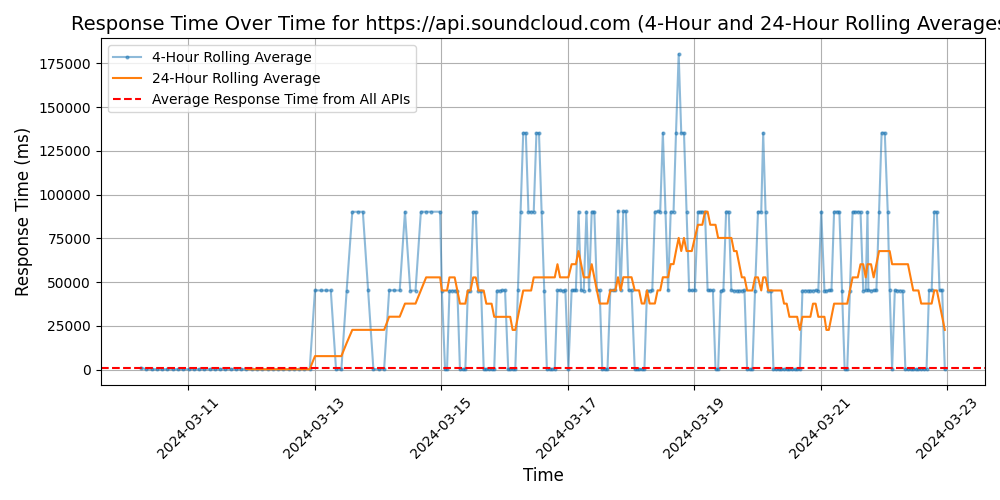 Response Time Over Time for https://api.soundcloud.com (4-Hour and 24-Hour Rolling Averages
4-Hour Rolling Average
24-Hour Rolling Average
Average Response Time from All APIs
Response Time (ms)
175000
150000
125000
100000
75000
50000
25000
0
2024-03-11
2024-03-13
2024-03-15
2024-03-17
2024-03-19
2024-03-21
2024-03-23
Time